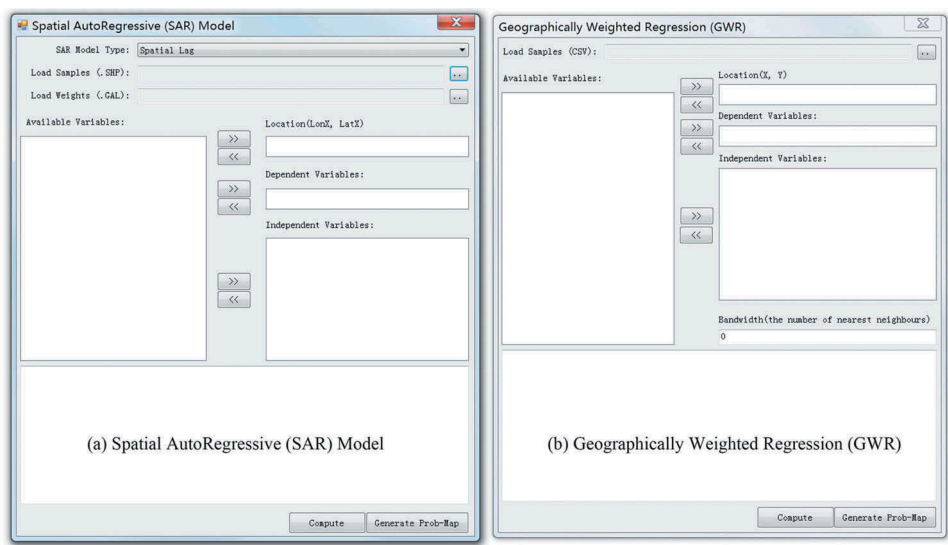 Spatial AutoRegressive (SAR) Model
X
SAR Model Type: Spatial Lag
Load Samples (.SHP):
..
Load Weights (.GAL):
..
Available Variables:
>>
<<
Location(LonX, LatX)
>>
<<
Dependent Variables:
Independent Variables:
>>
<<
(a) Spatial AutoRegressive (SAR) Model
Compute
Generate Prob-Map
Geographically Weighted Regression (GWR)
X
Load Samples (CSV):
..
Available Variables:
>>
<<
Location(X, Y)
>>
<<
Dependent Variables:
Independent Variables:
>>
<<
Bandwidth(the number of nearest neighbours)
0
(b) Geographically Weighted Regression (GWR)
Compute
Generate Prob-Map